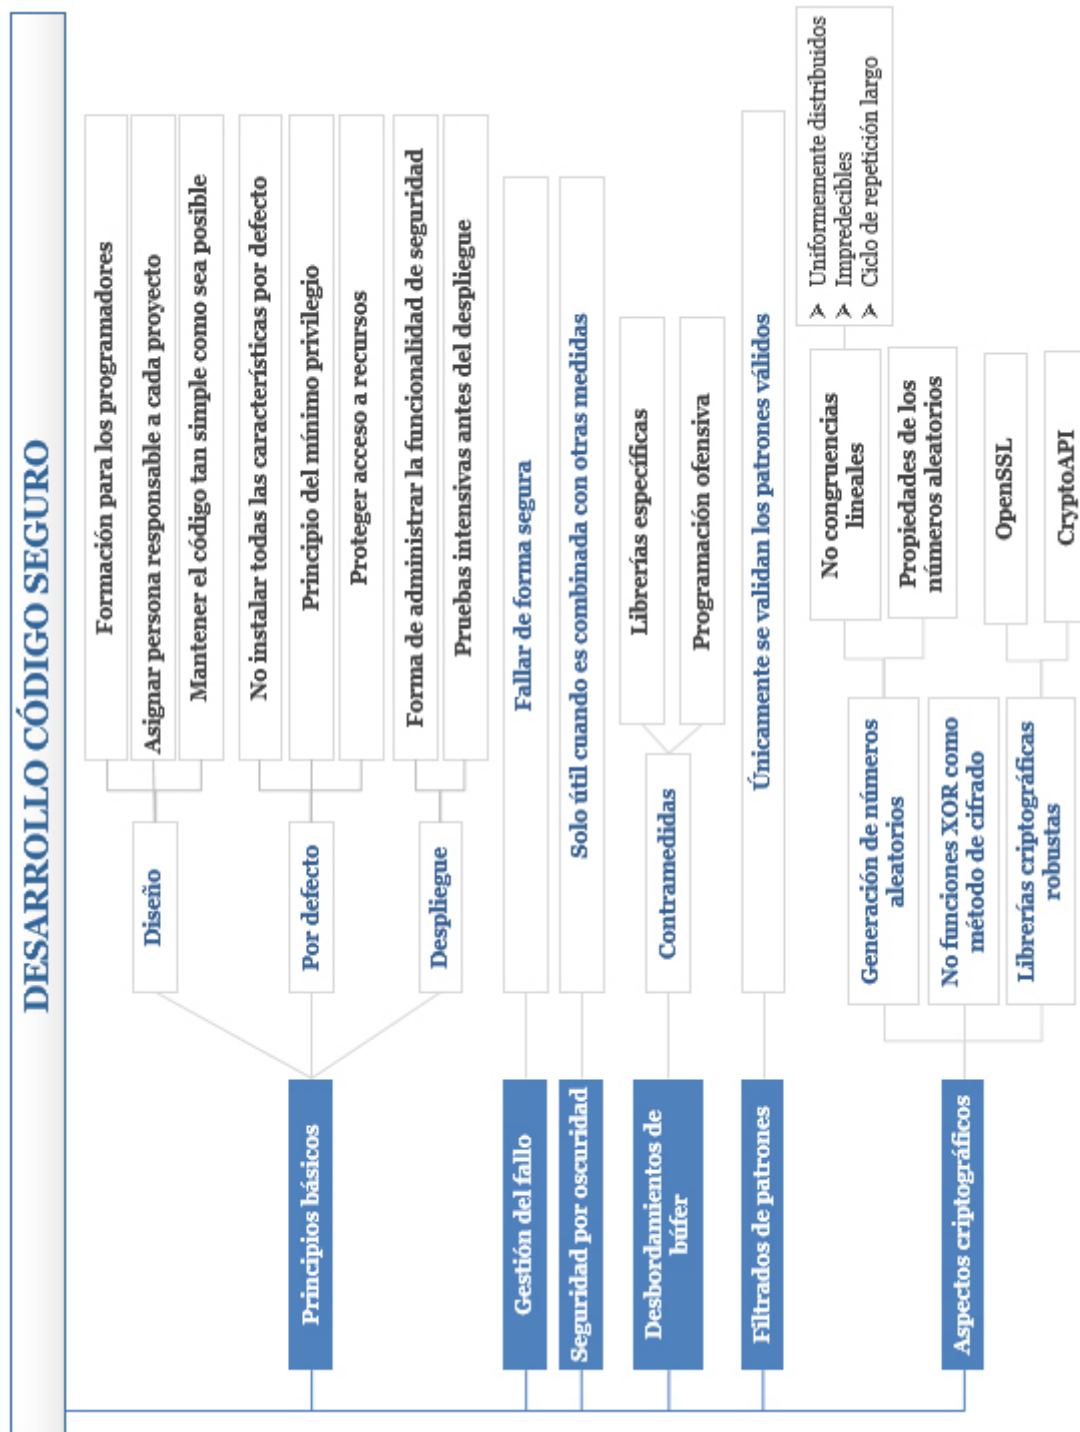 DESARROLLO CÓDIGO SEGURO
Principios básicos
Diseño
Formación para los programadores
Asignar persona responsable a cada proyecto
Mantener el código tan simple como sea posible
Por defecto
No instalar todas las características por defecto
Principio del mínimo privilegio
Proteger acceso a recursos
Despliegue
Forma de administrar la funcionalidad de seguridad
Pruebas intensivas antes del despliegue
Gestión del fallo
Fallar de forma segura
Seguridad por oscuridad
Solo útil cuando es combinada con otras medidas
Desbordamientos de
búfer
Contramedidas
Librerías específicas
Programación ofensiva
Filtrados de patrones
Únicamente se validan los patrones válidos
Aspectos criptográficos
Generación de números
aleatorios
No congruencias
lineales
➤ Uniformemente distribuidos
➤ Impredecibles
➤ Ciclo de repetición largo
Propiedades de los
números aleatorios
No funciones XOR como
método de cifrado
Librerías criptográficas
robustas
OpenSSL
CryptoAPI